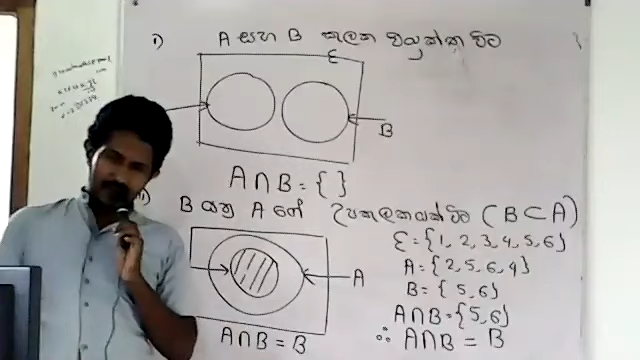 i) A සහ B කුලක වියුක්ත විට
ε
B
A∩B = { }
ii) B යනු A හි උපකුලකයක් විට (B⊂A)
ε = {1, 2, 3, 4, 5, 6}
A = {2, 5, 6, 4}
A
B = {5, 6}
A∩B = {5, 6}
A∩B = B
∴ A∩B = B